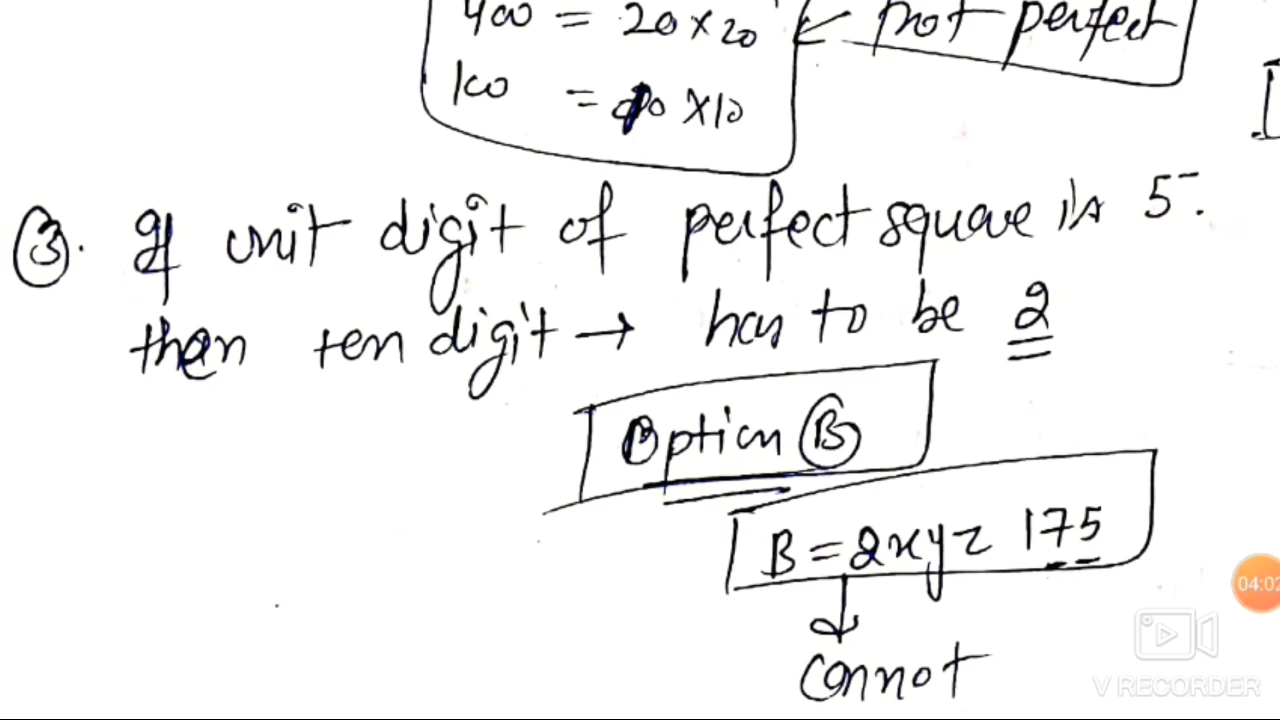 400 = 20 × 20 ← not perfect
100 = 10 × 10
③. If unit digit of perfect square is 5.
then ten digit → has to be 2
Option Ⓑ
B = 2xyz 175
cannot
04:02
V RECORDER